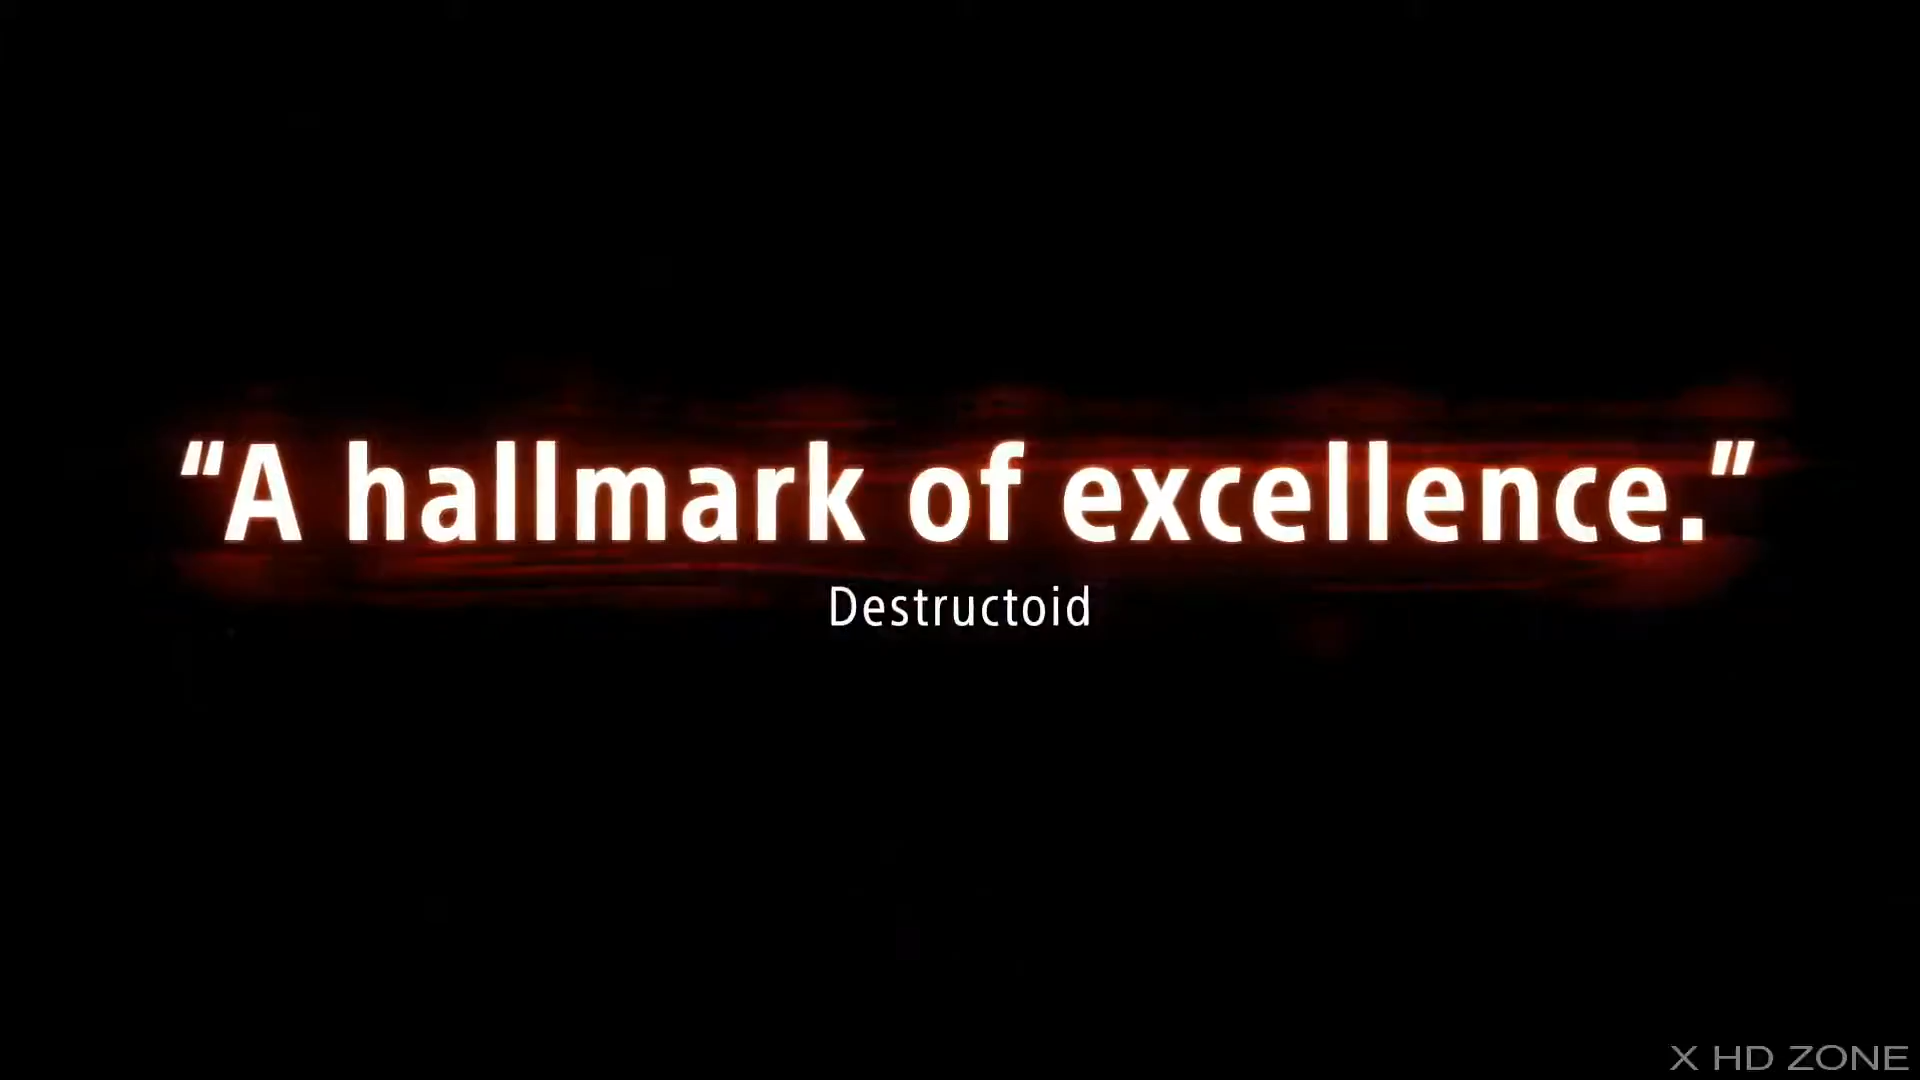 “A hallmark of excellence.”
Destructoid
X HD ZONE